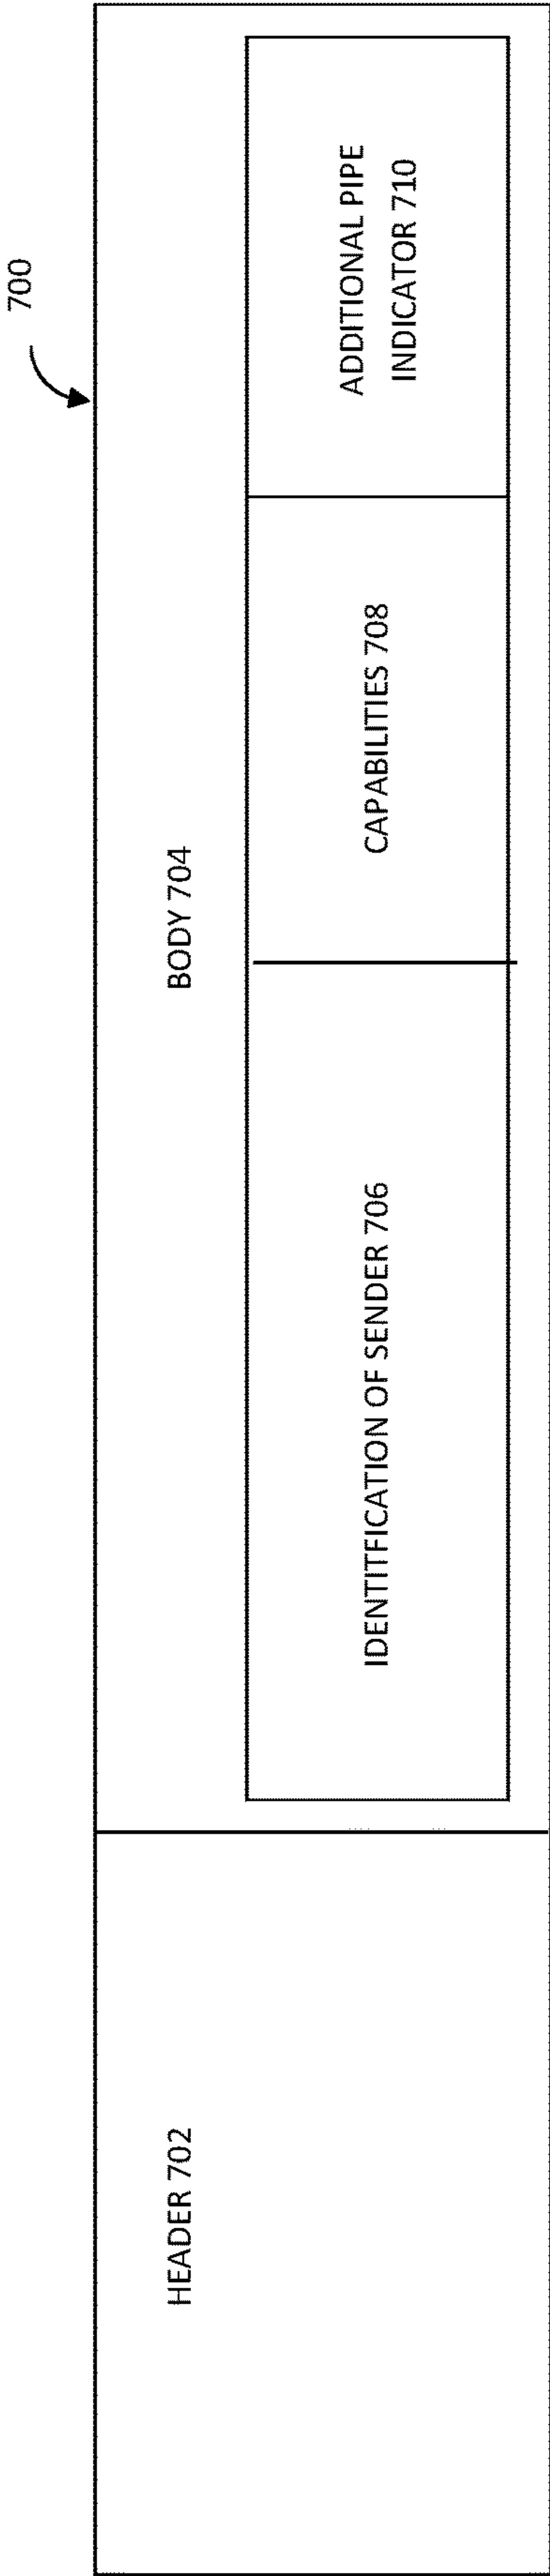 700
HEADER 702
BODY 704
IDENTITFICATION OF SENDER 706
CAPABILITIES 708
ADDITIONAL PIPE
INDICATOR 710